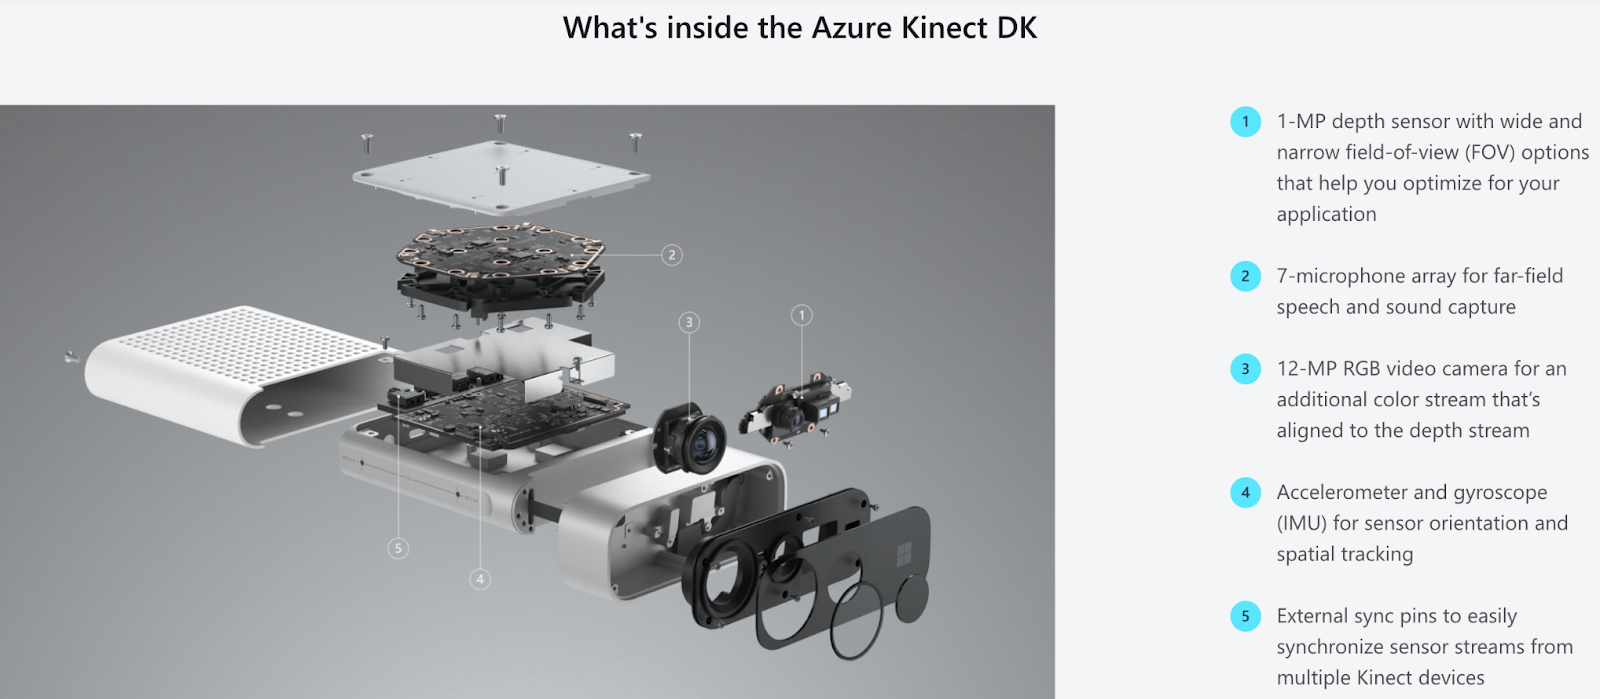 What's inside the Azure Kinect DK
2
3
1
5
4
1
1-MP depth sensor with wide and
narrow field-of-view (FOV) options
that help you optimize for your
application
2
7-microphone array for far-field
speech and sound capture
3
12-MP RGB video camera for an
additional color stream that’s
aligned to the depth stream
4
Accelerometer and gyroscope
(IMU) for sensor orientation and
spatial tracking
5
External sync pins to easily
synchronize sensor streams from
multiple Kinect devices